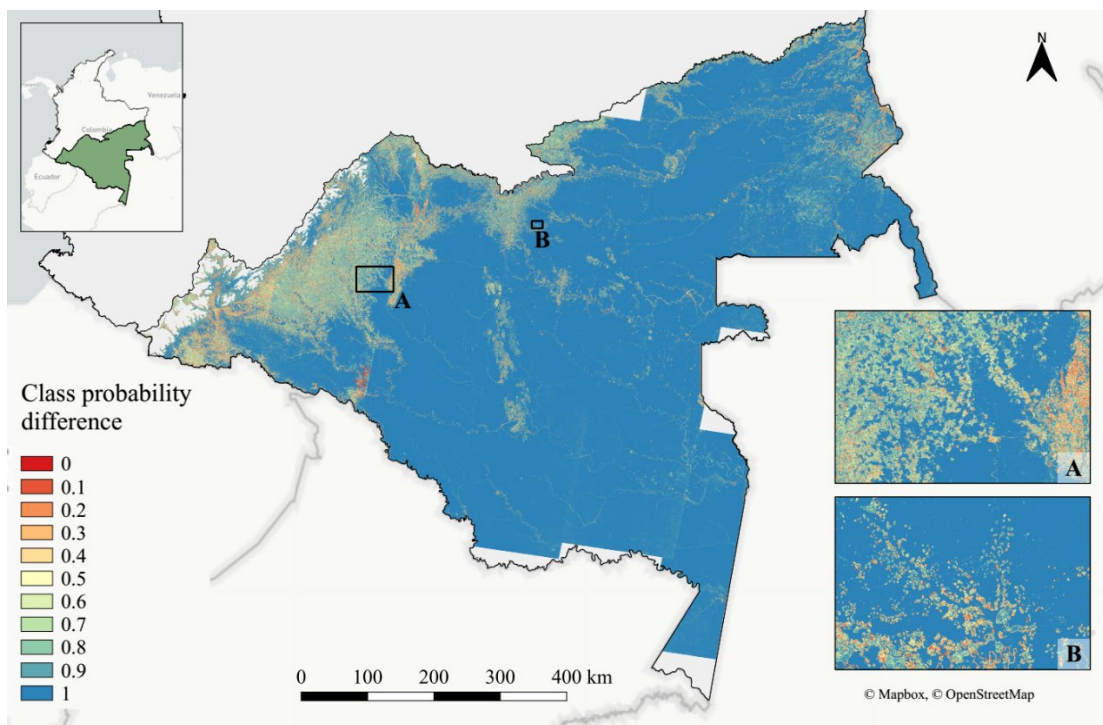 N
Venezuela
Colombia
Ecuador
B
A
Class probability
difference
0
0.1
0.2
0.3
0.4
0.5
0.6
0.7
0.8
0.9
1
0 100 200 300 400 km
A
B
© Mapbox, © OpenStreetMap